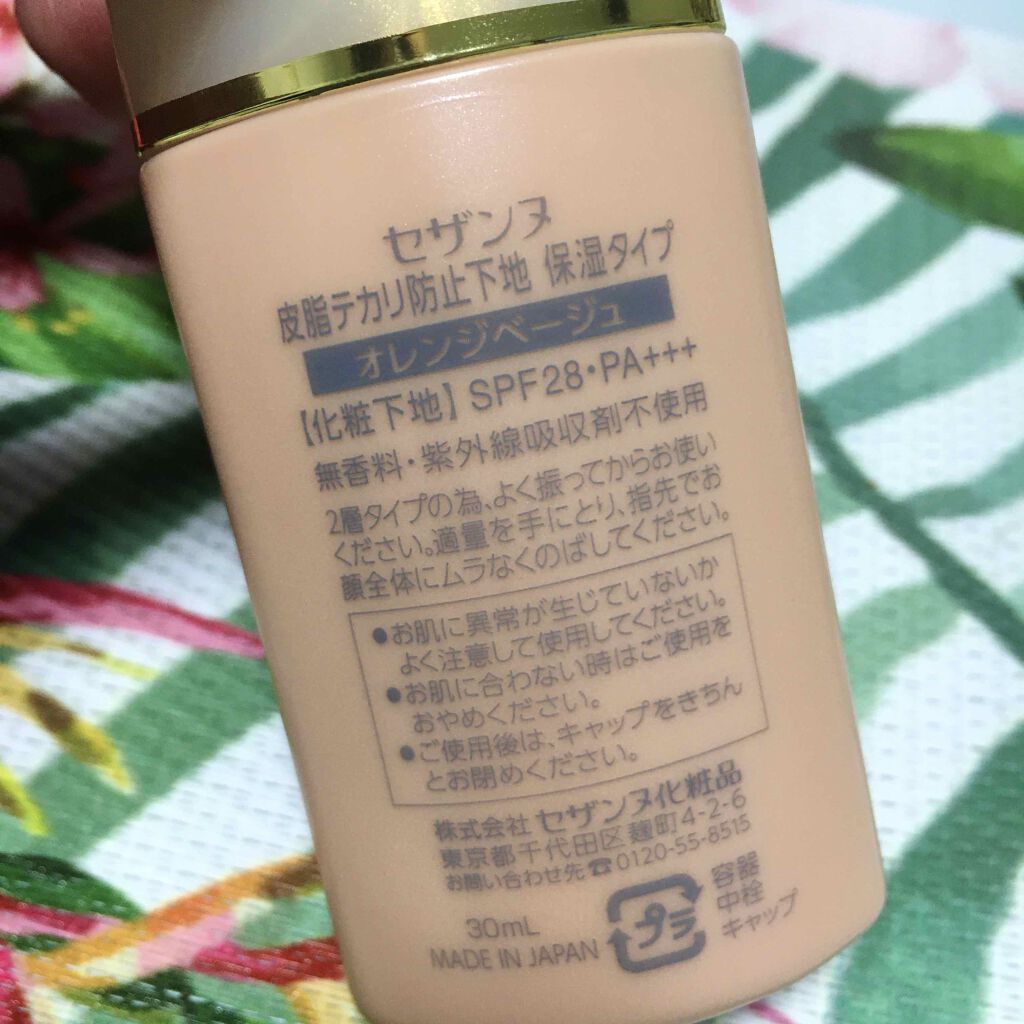 セザンヌ
皮脂テカリ防止下地 保湿タイプ
オレンジベージュ
【化粧下地】SPF28・PA+++
無香料・紫外線吸収剤不使用
2層タイプの為、よく振ってからお使い
ください。適量を手にとり、指先でお
顔全体にムラなくのばしてください。
●お肌に異常が生じていないか
よく注意して使用してください。
●お肌に合わない時はご使用を
おやめください。
●ご使用後は、キャップをきちん
とお閉めください。
株式会社 セザンヌ化粧品
東京都千代田区麹町4-2-6
お問い合わせ先☎0120-55-8515
30mL
MADE IN JAPAN
プラ
容器
中栓
キャップ